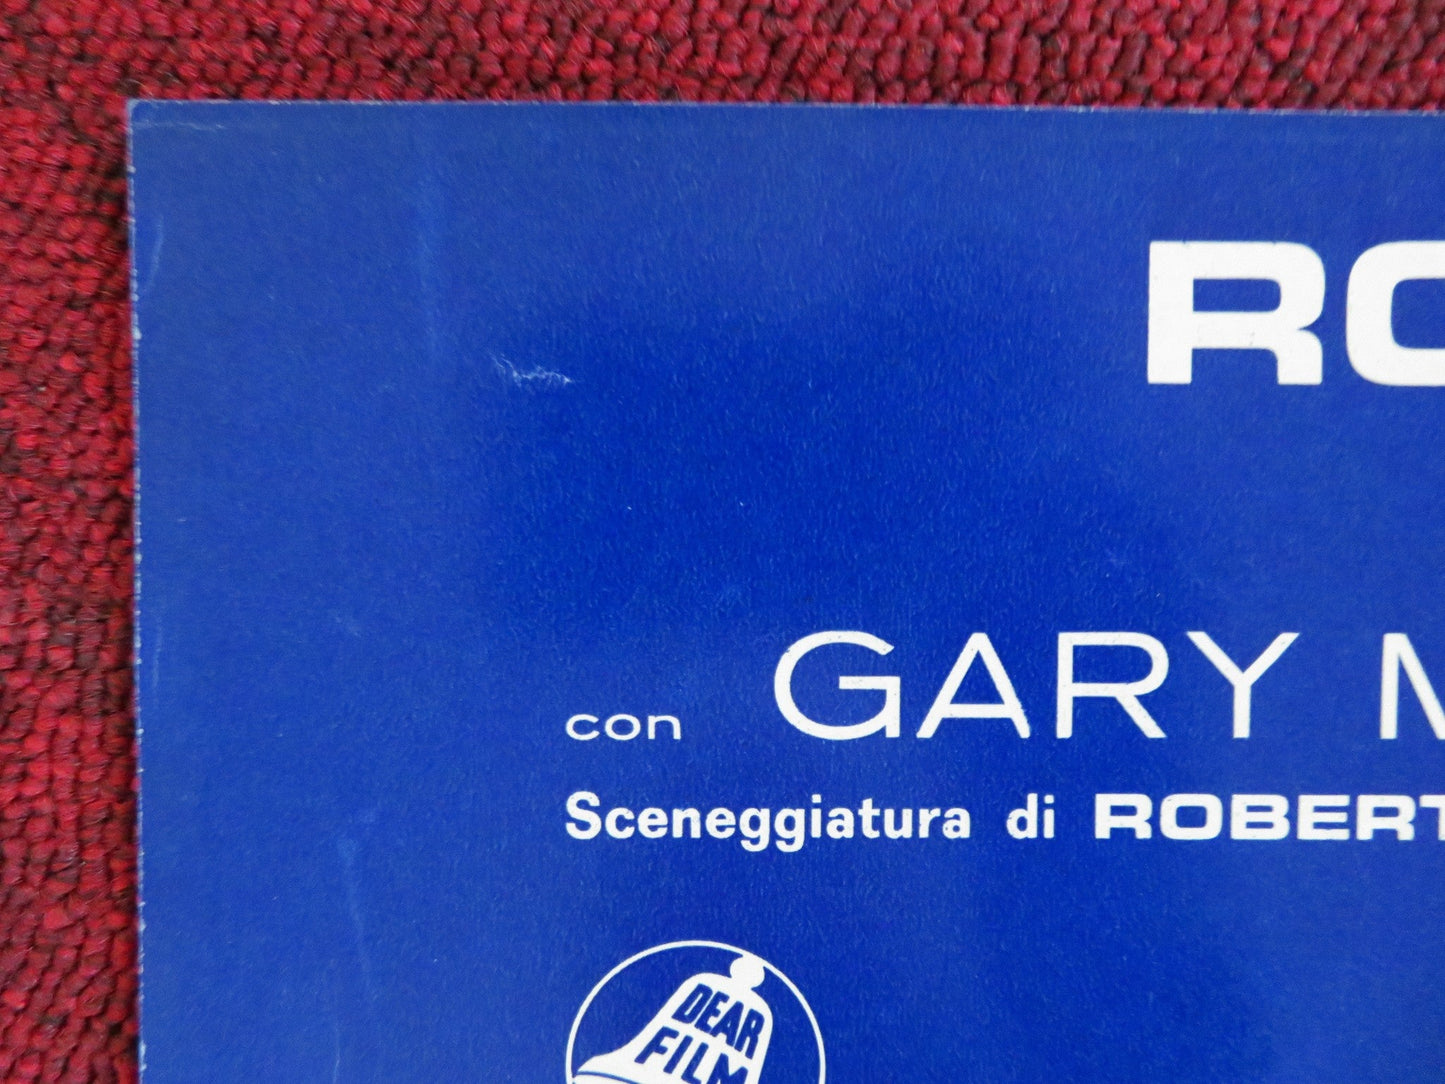 RO
con GARY M
Sceneggiatura di ROBERT
DEAR
FILM